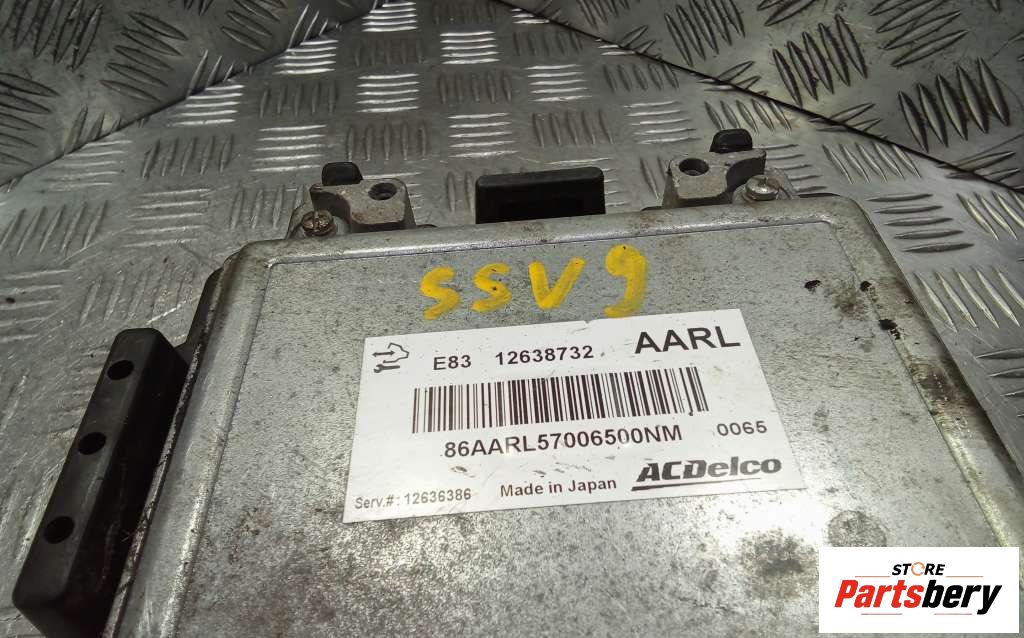 SSV9
E83 12638732 AARL
86AARL57006500NM 0065
Serv.#: 12636386 Made in Japan ACDelco
STORE
Partsbery